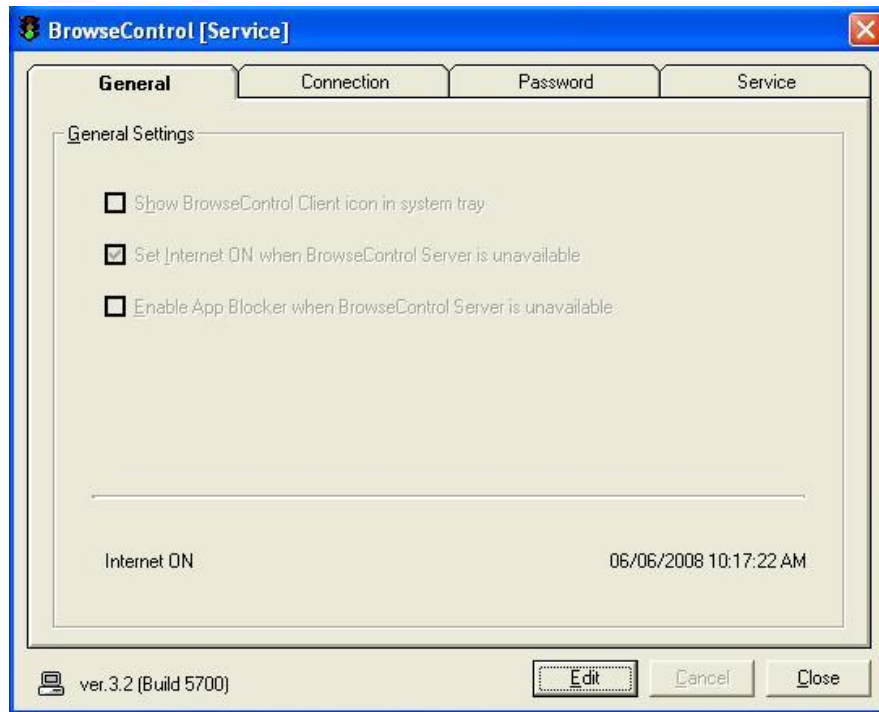 BrowseControl [Service]
General Connection Password Service
General Settings
Show BrowseControl Client icon in system tray
Set Internet ON when BrowseControl Server is unavailable
Enable App Blocker when BrowseControl Server is unavailable
Internet ON 06/06/2008 10:17:22 AM
ver.3.2 (Build 5700) Edit Cancel Close